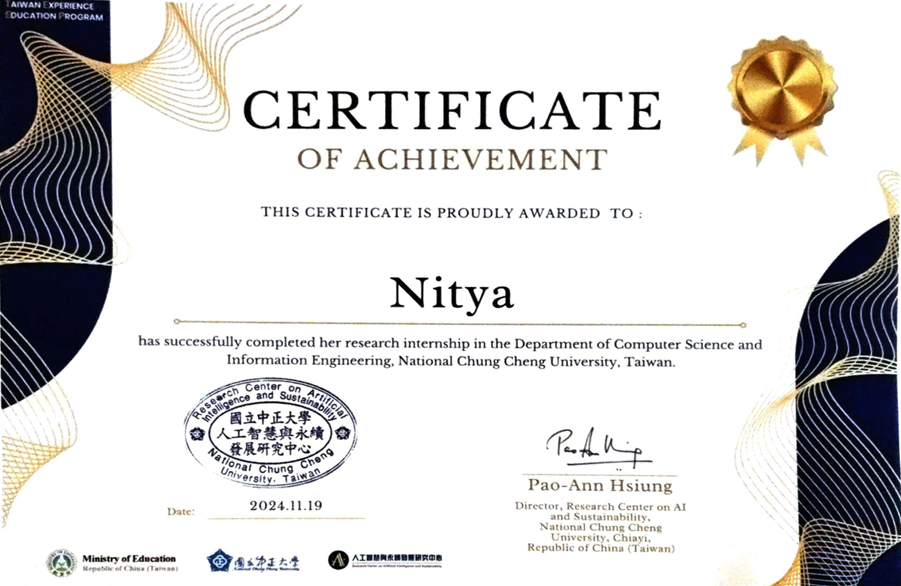 TAIWAN EXPERIENCE
EDUCATION PROGRAM
CERTIFICATE
OF ACHIEVEMENT
THIS CERTIFICATE IS PROUDLY AWARDED TO :
Nitya
has successfully completed her research internship in the Department of Computer Science and
Information Engineering, National Chung Cheng University, Taiwan.
Research Center on Artificial
Intelligence and Sustainability
國立中正大學
人工智慧與永續
發展研究中心
National Chung Cheng
University, Taiwan
Date:
2024.11.19
Pao-Ann Hsiung
Director, Research Center on AI
and Sustainability,
National Chung Cheng
University, Chiayi,
Republic of China (Taiwan)
Ministry of Education
Republic of China (Taiwan)
國立中正大學
National Chung Cheng University
人工智慧與永續發展研究中心
Research Center on Artificial Intelligence and Sustainability